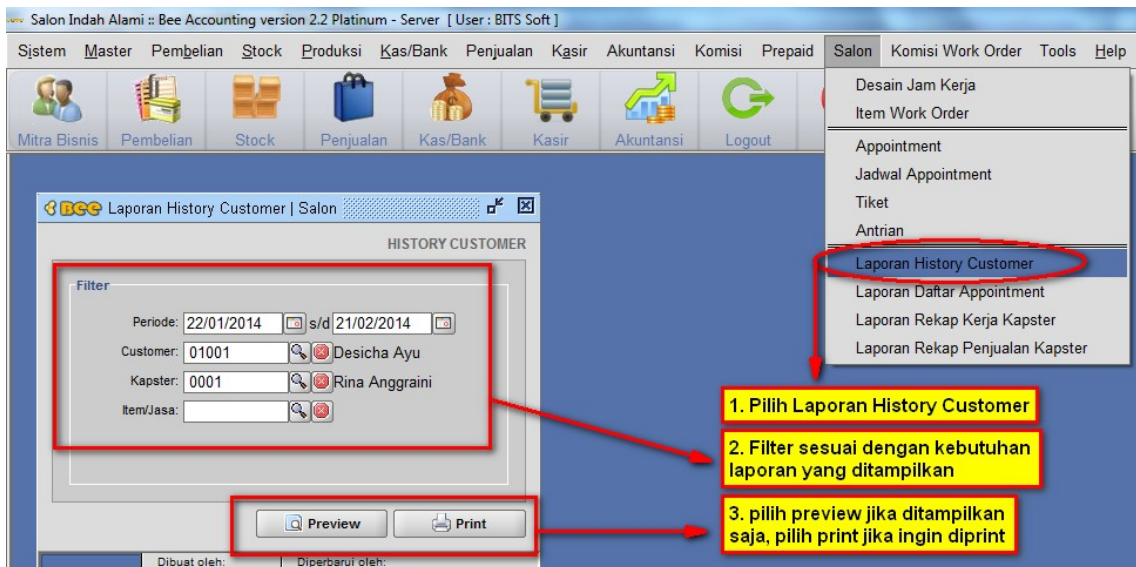 Salon Indah Alami :: Bee Accounting version 2.2 Platinum - Server [ User : BITS Soft ]
Sistem Master Pembelian Stock Produksi Kas/Bank Penjualan Kasir Akuntansi Komisi Prepaid Salon Komisi Work Order Tools Help
Mitra Bisnis Pembelian Stock Penjualan Kas/Bank Kasir Akuntansi Logout
Desain Jam Kerja
Item Work Order
Appointment
Jadwal Appointment
Tiket
Antrian
Laporan History Customer
Laporan Daftar Appointment
Laporan Rekap Kerja Kapster
Laporan Rekap Penjualan Kapster
BEE Laporan History Customer | Salon
HISTORY CUSTOMER
Filter
Periode: 22/01/2014 s/d 21/02/2014
Customer: 01001 Desicha Ayu
Kapster: 0001 Rina Anggraini
Item/Jasa:
Preview Print
Dibuat oleh: Diperbarui oleh:
1. Pilih Laporan History Customer
2. Filter sesuai dengan kebutuhan
laporan yang ditampilkan
3. pilih preview jika ditampilkan
saja, pilih print jika ingin diprint